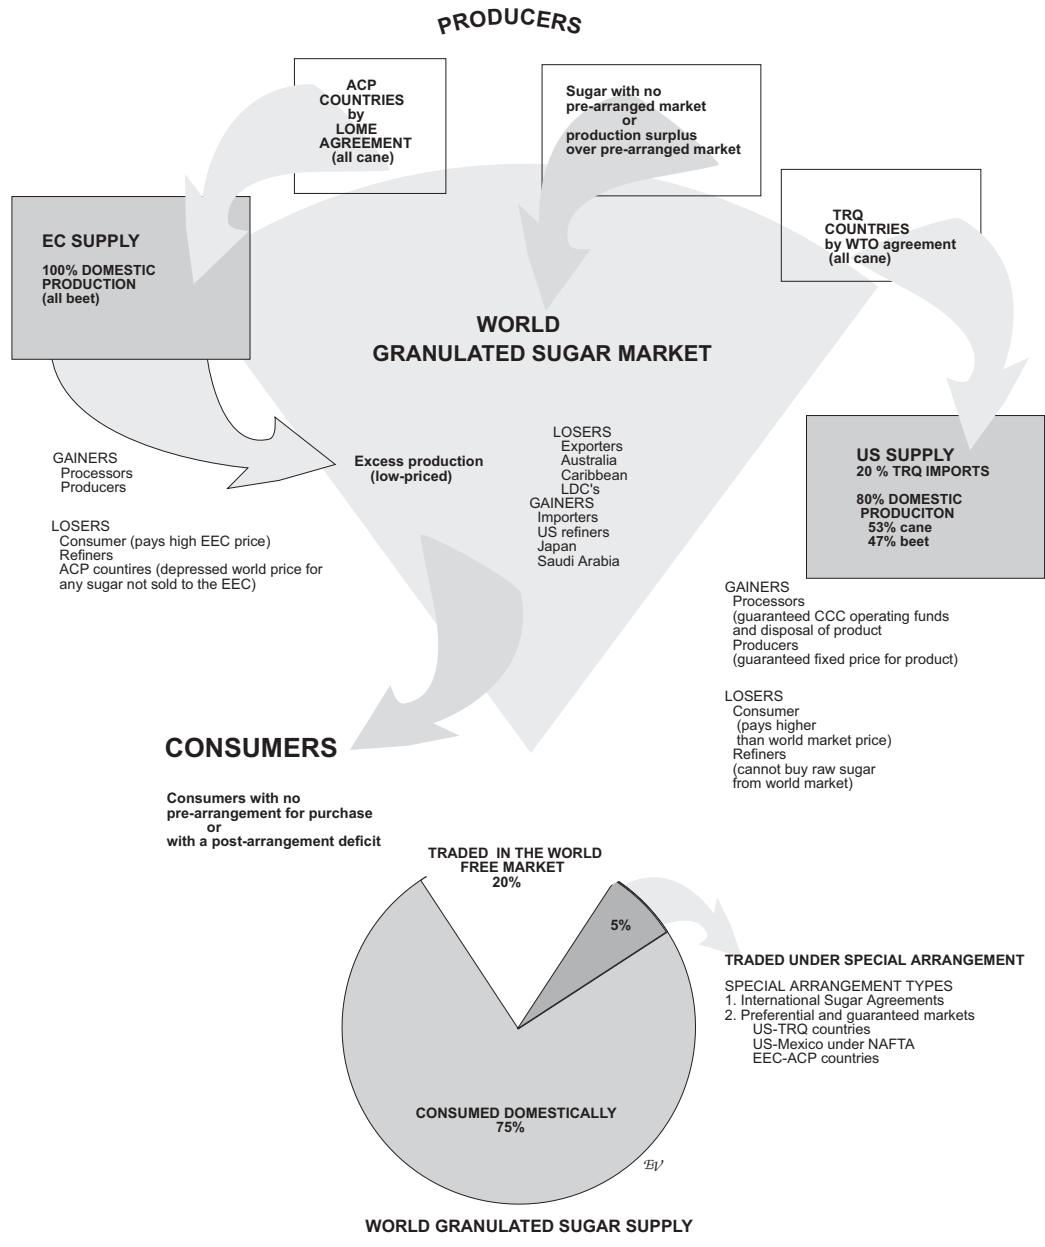 PRODUCERS
ACP
COUNTRIES
by
LOME
AGREEMENT
(all cane)
Sugar with no
pre-arranged market
or
production surplus
over pre-arranged market
TRQ
COUNTRIES
by WTO agreement
(all cane)
EC SUPPLY
100% DOMESTIC
PRODUCTION
(all beet)
WORLD
GRANULATED SUGAR MARKET
GAINERS
Processors
Producers
LOSERS
Consumer (pays high EEC price)
Refiners
ACP countires (depressed world price for
any sugar not sold to the EEC)
Excess production
(low-priced)
LOSERS
Exporters
Australia
Caribbean
LDC's
GAINERS
Importers
US refiners
Japan
Saudi Arabia
US SUPPLY
20 % TRQ IMPORTS
80% DOMESTIC
PRODUCITON
53% cane
47% beet
GAINERS
Processors
(guaranteed CCC operating funds
and disposal of product
Producers
(guaranteed fixed price for product)
LOSERS
Consumer
(pays higher
than world market price)
Refiners
(cannot buy raw sugar
from world market)
CONSUMERS
Consumers with no
pre-arrangement for purchase
or
with a post-arrangement deficit
TRADED IN THE WORLD
FREE MARKET
20%
5%
TRADED UNDER SPECIAL ARRANGEMENT
SPECIAL ARRANGEMENT TYPES
1. International Sugar Agreements
2. Preferential and guaranteed markets
US-TRQ countries
US-Mexico under NAFTA
EEC-ACP countries
CONSUMED DOMESTICALLY
75%
EV
WORLD GRANULATED SUGAR SUPPLY